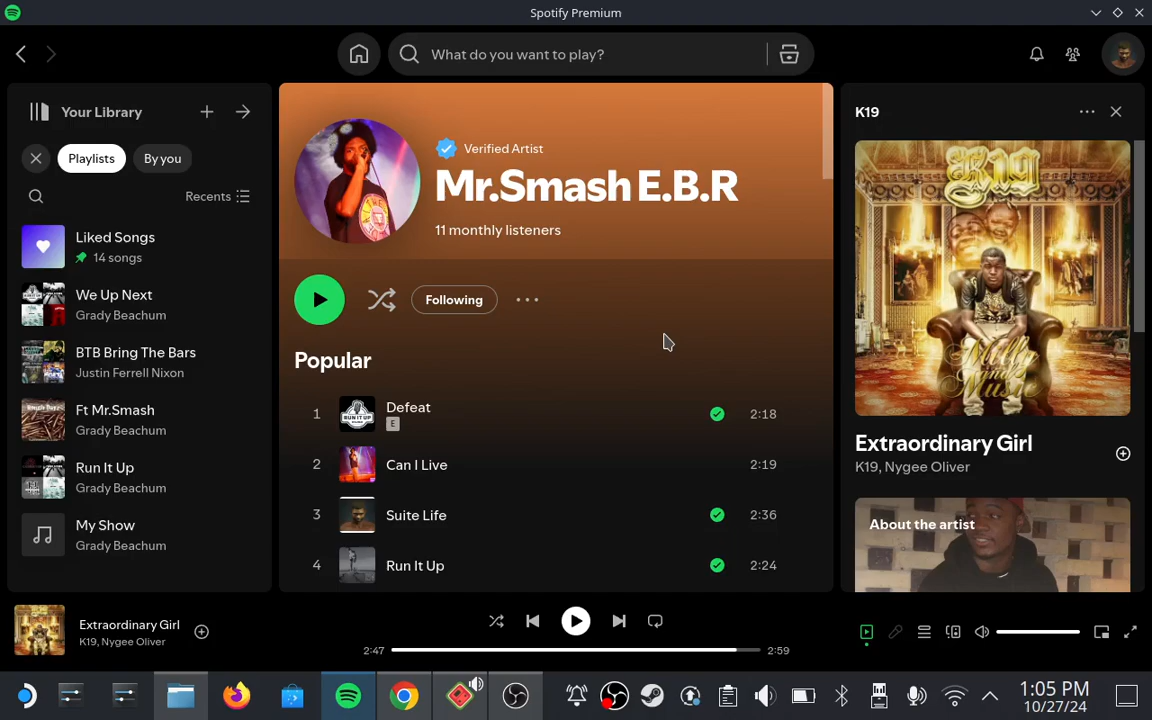 Spotify Premium
What do you want to play?
Your Library
Playlists
By you
Recents
Liked Songs
14 songs
We Up Next
Grady Beachum
BTB Bring The Bars
Justin Ferrell Nixon
Ft Mr.Smash
Grady Beachum
Run It Up
Grady Beachum
My Show
Grady Beachum
Verified Artist
Mr.Smash E.B.R
11 monthly listeners
Following
Popular
1
Defeat
E
2:18
2
Can I Live
2:19
3
Suite Life
2:36
4
Run It Up
2:24
K19
K19
Extraordinary Girl
K19, Nygee Oliver
About the artist
Extraordinary Girl
K19, Nygee Oliver
2:47
2:59
1:05 PM
10/27/24